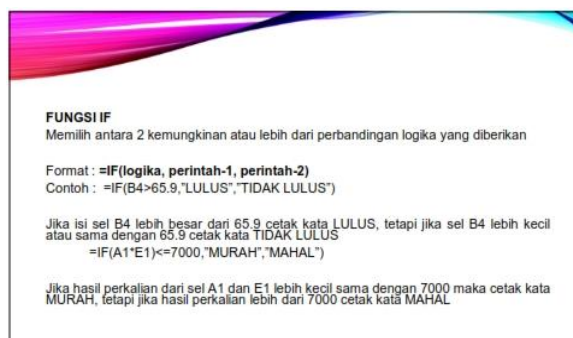 FUNGSI IF
Memilih antara 2 kemungkinan atau lebih dari perbandingan logika yang diberikan
Format : =IF(logika, perintah-1, perintah-2)
Contoh : =IF(B4>65.9,"LULUS","TIDAK LULUS")
Jika isi sel B4 lebih besar dari 65.9 cetak kata LULUS, tetapi jika sel B4 lebih kecil
atau sama dengan 65.9 cetak kata TIDAK LULUS
=IF(A1*E1)<=7000,"MURAH","MAHAL")
Jika hasil perkalian dari sel A1 dan E1 lebih kecil sama dengan 7000 maka cetak kata
MURAH, tetapi jika hasil perkalian lebih dari 7000 cetak kata MAHAL